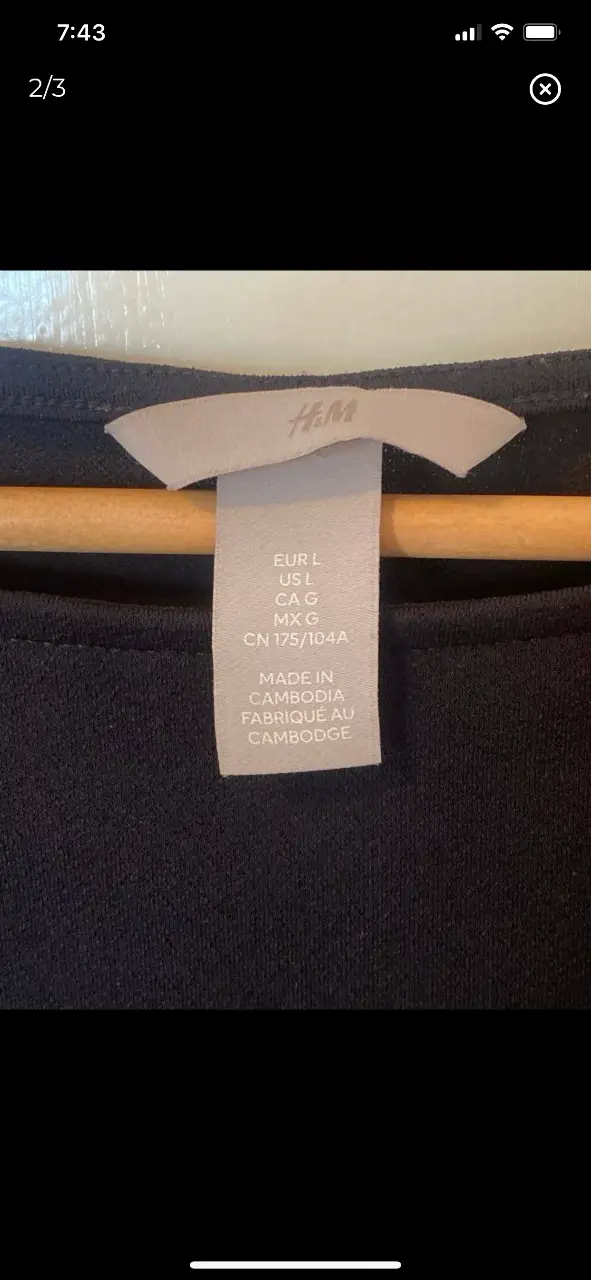 7:43
2/3
H&M
EUR L
US L
CA G
MX G
CN 175/104A
MADE IN
CAMBODIA
FABRIQUÉ AU
CAMBODGE